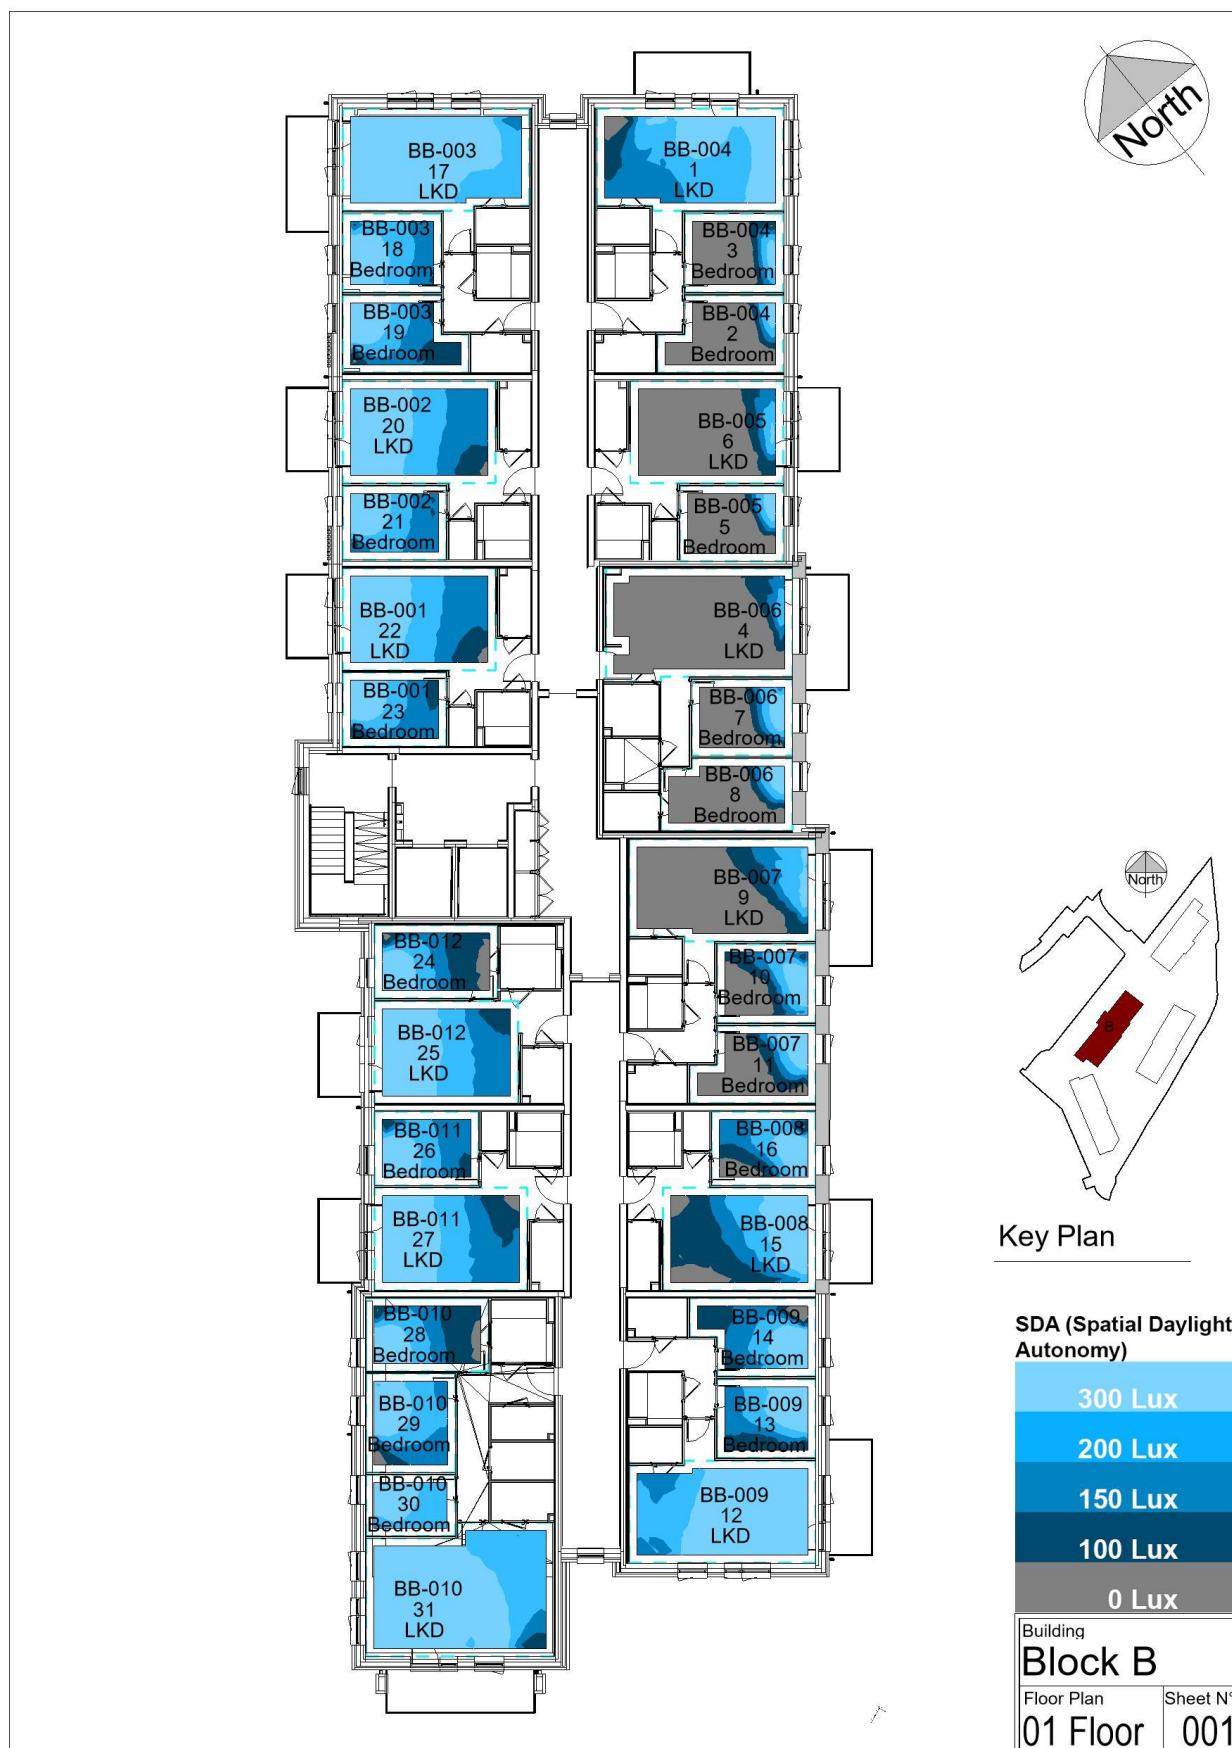 North
BB-003
17
LKD
BB-004
1
LKD
BB-003
18
Bedroom
BB-004
3
Bedroom
BB-003
19
Bedroom
BB-004
2
Bedroom
BB-002
20
LKD
BB-005
6
LKD
BB-002
21
Bedroom
BB-005
5
Bedroom
BB-001
22
LKD
BB-006
4
LKD
BB-001
23
Bedroom
BB-006
7
Bedroom
BB-006
8
Bedroom
BB-007
9
LKD
BB-012
24
Bedroom
BB-007
10
Bedroom
BB-012
25
LKD
BB-007
11
Bedroom
BB-011
26
Bedroom
BB-008
16
Bedroom
BB-011
27
LKD
BB-008
15
LKD
BB-010
28
Bedroom
BB-009
14
Bedroom
BB-010
29
Bedroom
BB-009
13
Bedroom
BB-010
30
Bedroom
BB-009
12
LKD
BB-010
31
LKD
North
B
Key Plan
SDA (Spatial Daylight
Autonomy)
300 Lux
200 Lux
150 Lux
100 Lux
0 Lux
Building
Block B
Floor Plan
01 Floor
Sheet N°
001